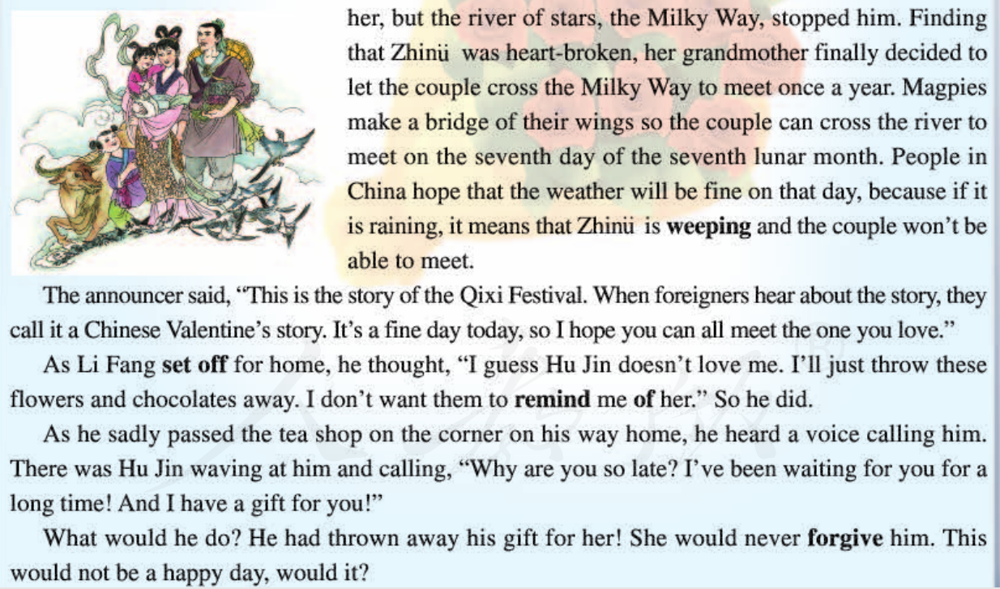 her, but the river of stars, the Milky Way, stopped him. Finding
that Zhinü was heart-broken, her grandmother finally decided to
let the couple cross the Milky Way to meet once a year. Magpies
make a bridge of their wings so the couple can cross the river to
meet on the seventh day of the seventh lunar month. People in
China hope that the weather will be fine on that day, because if it
is raining, it means that Zhinü is weeping and the couple won't be
able to meet.
The announcer said, “This is the story of the Qixi Festival. When foreigners hear about the story, they
call it a Chinese Valentine's story. It's a fine day today, so I hope you can all meet the one you love.”
As Li Fang set off for home, he thought, “I guess Hu Jin doesn't love me. I'll just throw these
flowers and chocolates away. I don't want them to remind me of her.” So he did.
As he sadly passed the tea shop on the corner on his way home, he heard a voice calling him.
There was Hu Jin waving at him and calling, “Why are you so late? I've been waiting for you for a
long time! And I have a gift for you!”
What would he do? He had thrown away his gift for her! She would never forgive him. This
would not be a happy day, would it?